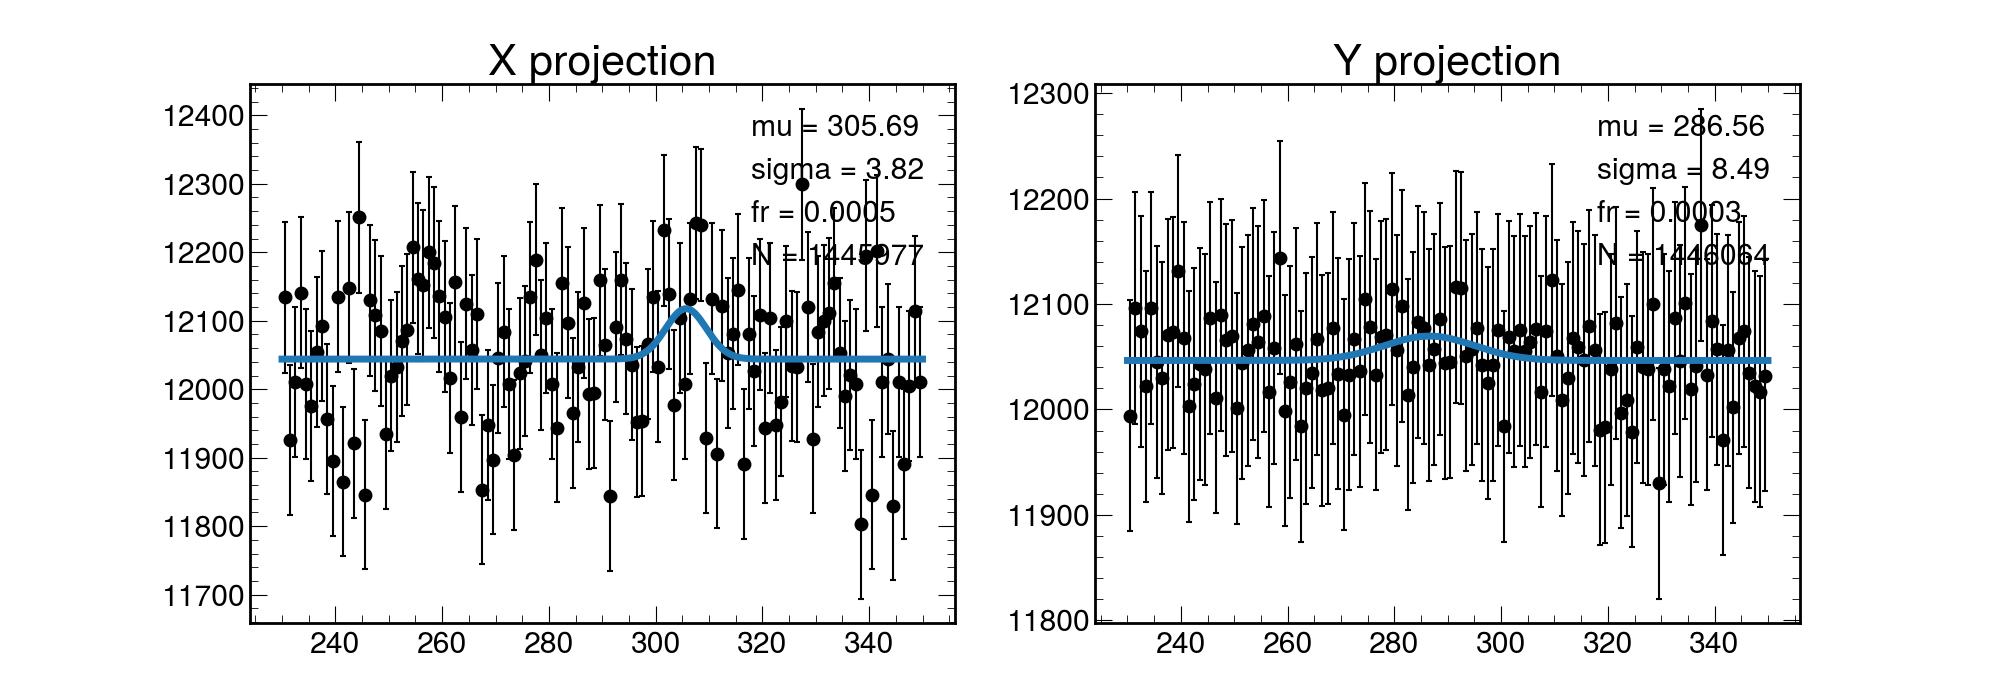 X projection
12400
12300
12200
12100
12000
11900
11800
11700
mu = 305.69
sigma = 3.82
fr = 0.0005
N = 1445977
240 260 280 300 320 340
Y projection
12300
12200
12100
12000
11900
11800
mu = 286.56
sigma = 8.49
fr = 0.0003
N = 1446064
240 260 280 300 320 340